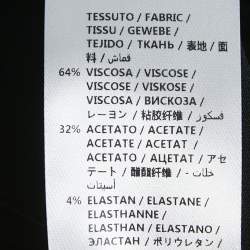 TESSUTO / FABRIC /
TISSU / GEWEBE /
TEJIDO / ТКАНЬ / 表地 / 面
料 / قماش /
64% VISCOSA / VISCOSE /
VISCOSE / VISKOSE /
VISCOSA / ВИСКОЗА /
レーヨン / 粘胶纤维 / فسكوز /
32% ACETATO / ACETATE /
ACETATE / ACETAT /
ACETATO / АЦЕТАТ / アセ
テート / 醋酯纤维 / خلات -
أسيتات
4% ELASTAN / ELASTANE /
ELASTHANNE /
ELASTHAN / ELASTANO /
ЭЛАСТАН / ポリウレタン /